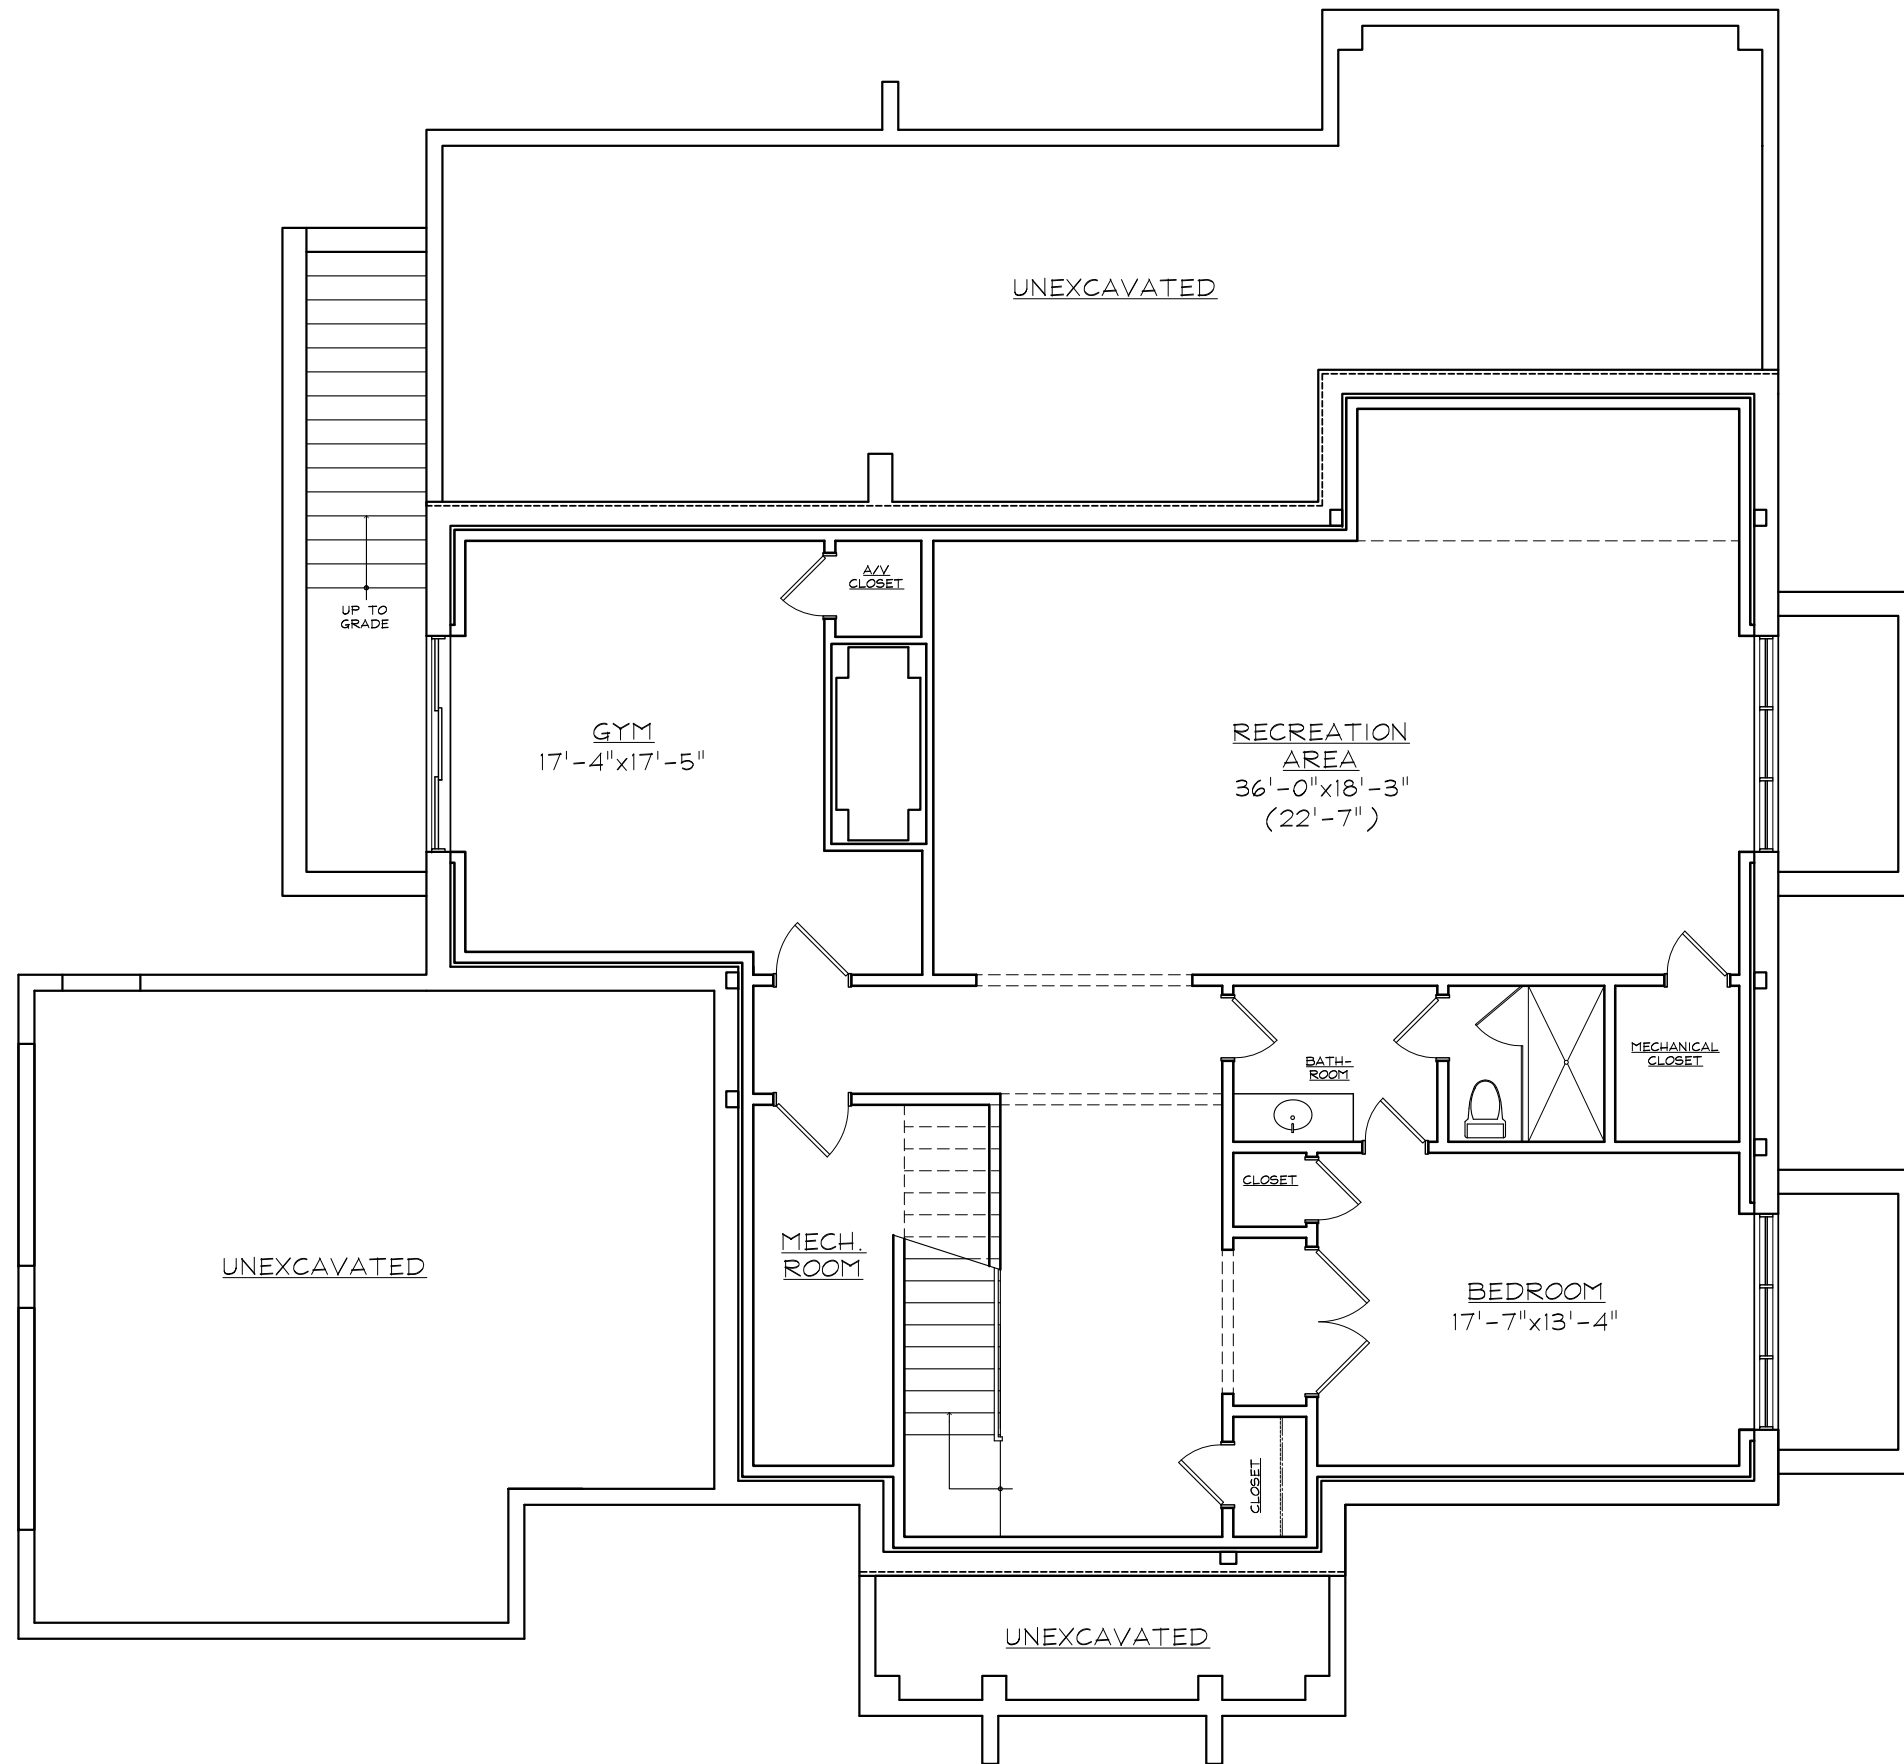 UNEXCAVATED
A/V
CLOSET
UP TO
GRADE
GYM
17'-4"x17'-5"
RECREATION
AREA
36'-0"x18'-3"
(22'-7")
MECHANICAL
CLOSET
BATH-
ROOM
CLOSET
MECH.
ROOM
UNEXCAVATED
BEDROOM
17'-7"x13'-4"
CLOSET
UNEXCAVATED